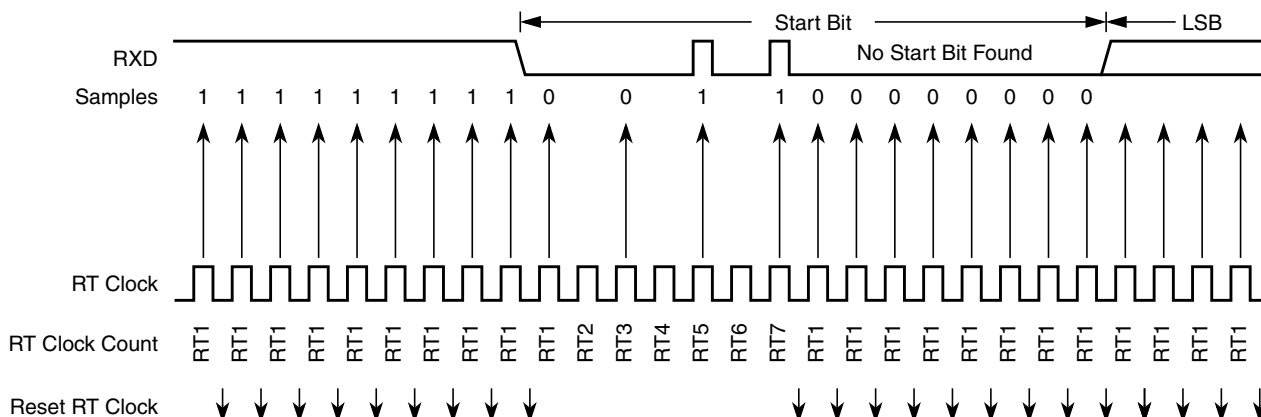 Start Bit LSB
RXD No Start Bit Found
Samples 1 1 1 1 1 1 1 1 1 0 0 1 1 0 0 0 0 0 0 0 0
RT Clock
RT Clock Count RT1 RT1 RT1 RT1 RT1 RT1 RT1 RT1 RT1 RT1 RT2 RT3 RT4 RT5 RT6 RT7 RT1 RT1 RT1 RT1 RT1 RT1 RT1 RT1 RT1 RT1 RT1 RT1
Reset RT Clock